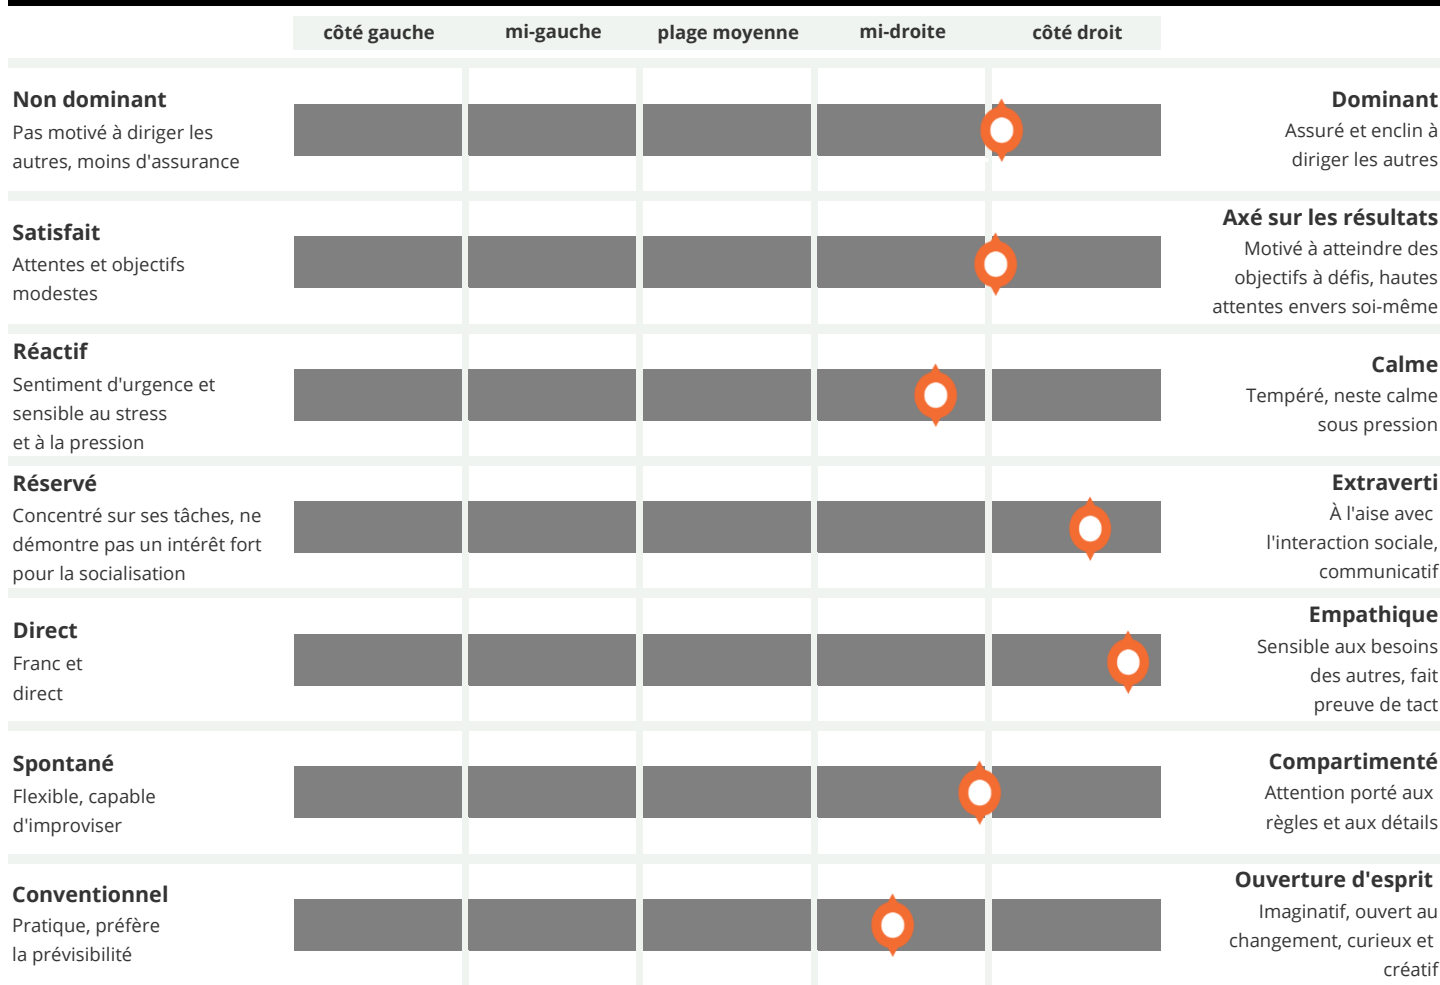 côté gauche mi-gauche plage moyenne mi-droite côté droit
Non dominant
Pas motivé à diriger les
autres, moins d'assurance
Dominant
Assuré et enclin à
diriger les autres
Satisfait
Attentes et objectifs
modestes
Axé sur les résultats
Motivé à atteindre des
objectifs à défis, hautes
attentes envers soi-même
Réactif
Sentiment d'urgence et
sensible au stress
et à la pression
Calme
Tempéré, neste calme
sous pression
Réservé
Concentré sur ses tâches, ne
démontre pas un intérêt fort
pour la socialisation
Extraverti
À l'aise avec
l'interaction sociale,
communicatif
Direct
Franc et
direct
Empathique
Sensible aux besoins
des autres, fait
preuve de tact
Spontané
Flexible, capable
d'improviser
Compartimenté
Attention porté aux
règles et aux détails
Conventionnel
Pratique, préfère
la prévisibilité
Ouverture d'esprit
Imaginatif, ouvert au
changement, curieux et
créatif